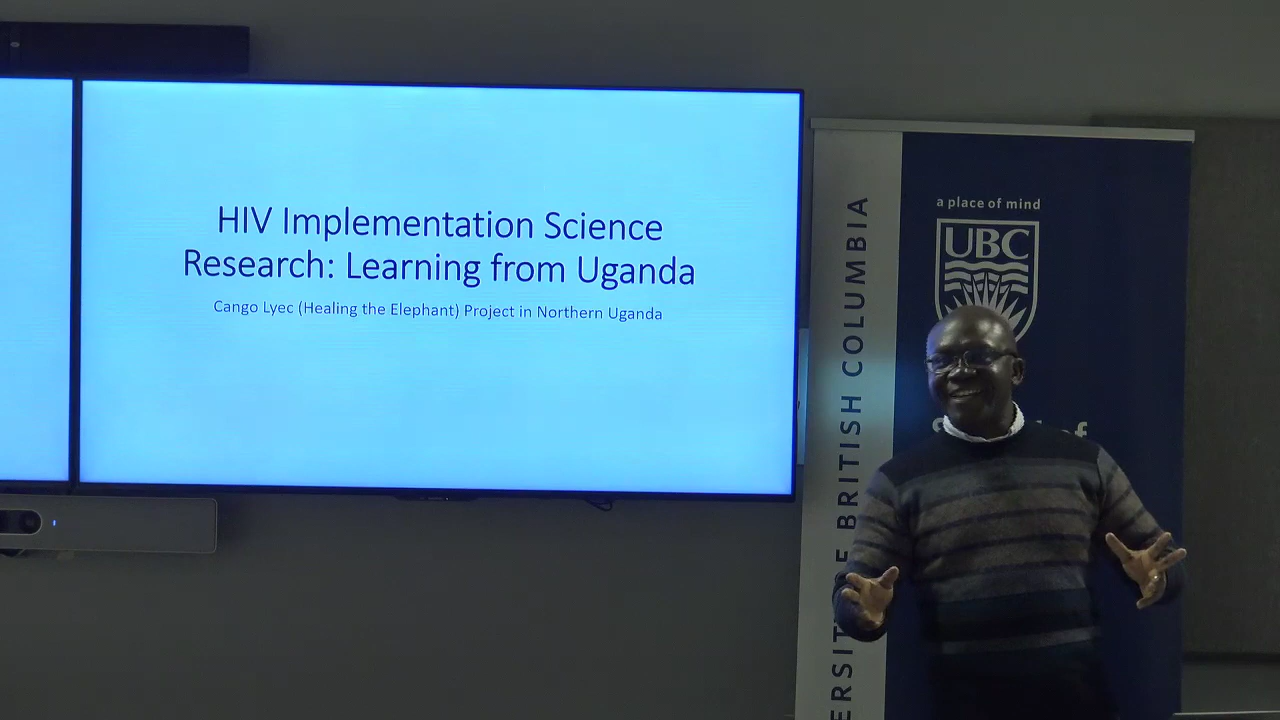 HIV Implementation Science
Research: Learning from Uganda
Cango Lyec (Healing the Elephant) Project in Northern Uganda
a place of mind
UBC
BRITISH COLUMBIA